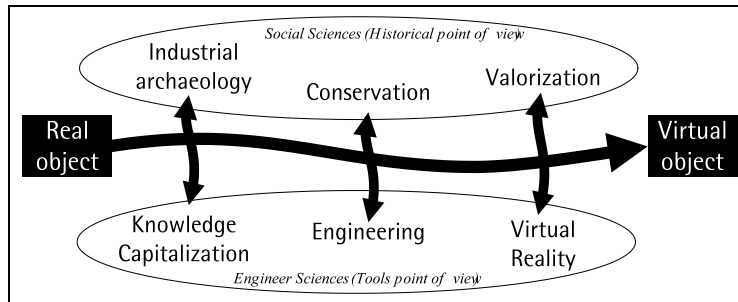 Social Sciences (Historical point of view)
Industrial
archaeology
Conservation
Valorization
Real
object
Virtual
object
Knowledge
Capitalization
Engineering
Virtual
Reality
Engineer Sciences (Tools point of view)